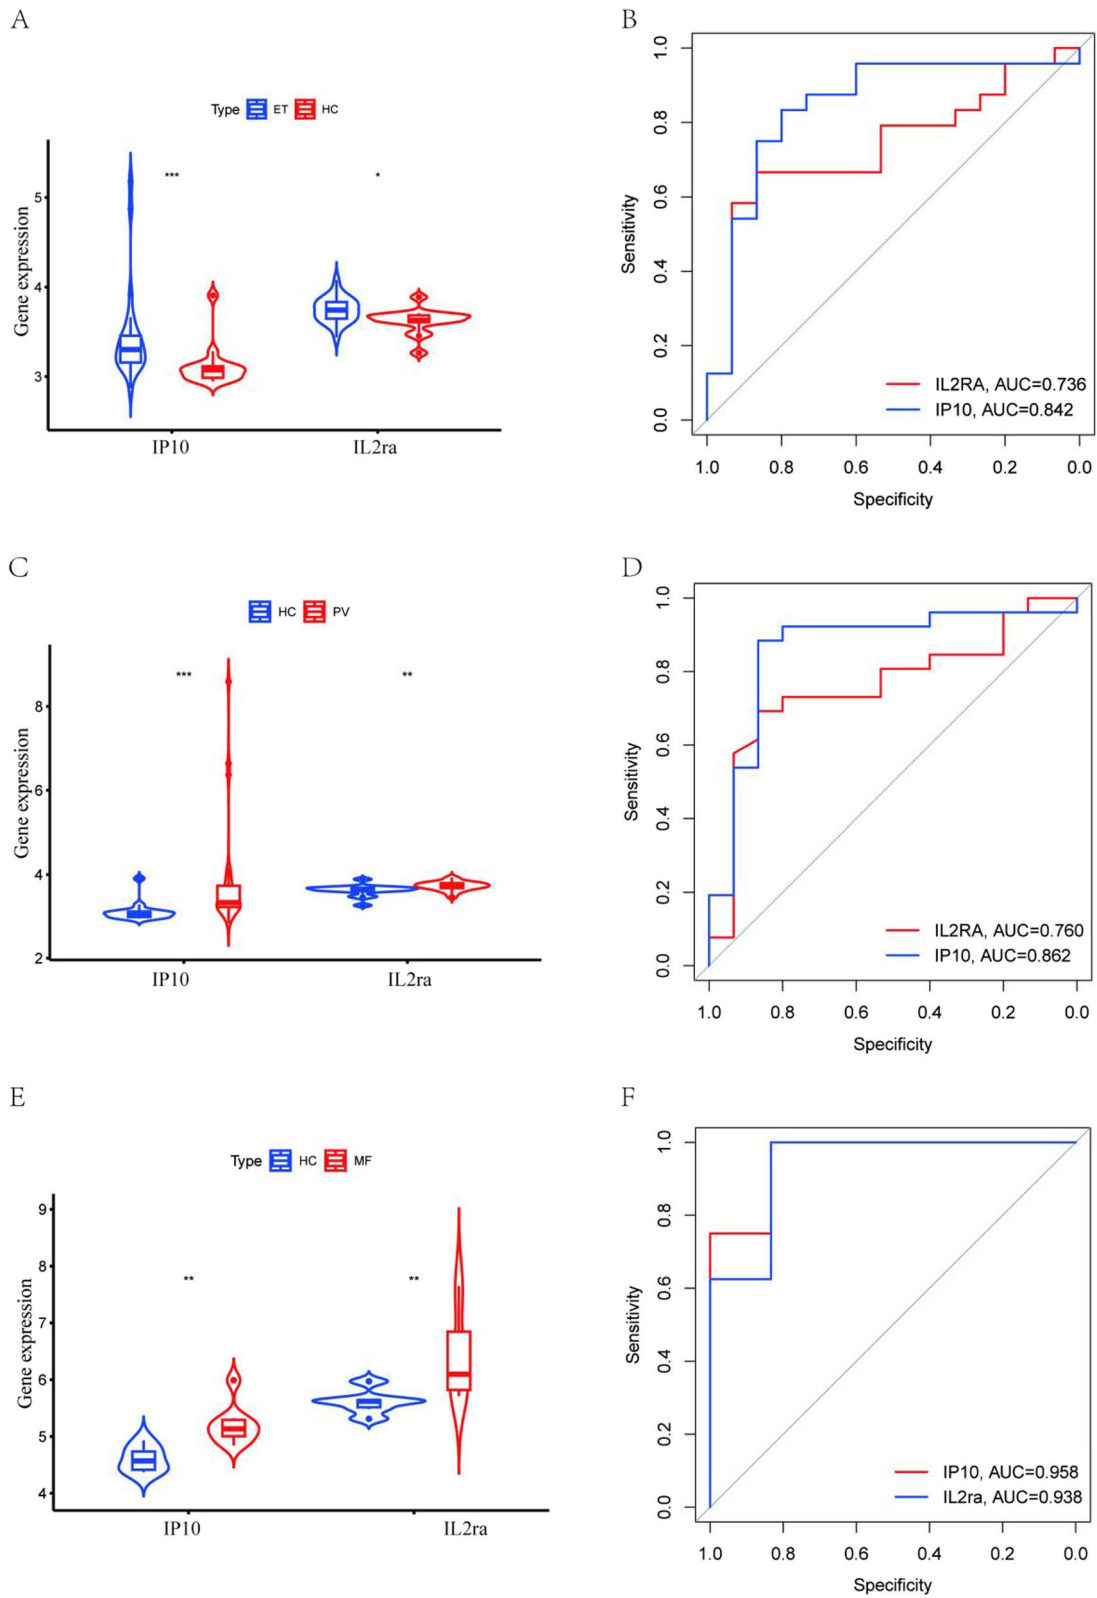 A
Type ET HC
Gene expression
5
4
3
***
*
IP10 IL2ra
B
Sensitivity
1.0
0.8
0.6
0.4
0.2
0.0
IL2RA, AUC=0.736
IP10, AUC=0.842
1.0 0.8 0.6 0.4 0.2 0.0
Specificity
C
HC PV
Gene expression
8
6
4
2
***
**
IP10 IL2ra
D
Sensitivity
1.0
0.8
0.6
0.4
0.2
0.0
IL2RA, AUC=0.760
IP10, AUC=0.862
1.0 0.8 0.6 0.4 0.2 0.0
Specificity
E
Type HC MF
Gene expression
9
8
7
6
5
4
**
**
IP10 IL2ra
F
Sensitivity
1.0
0.8
0.6
0.4
0.2
0.0
IP10, AUC=0.958
IL2ra, AUC=0.938
1.0 0.8 0.6 0.4 0.2 0.0
Specificity